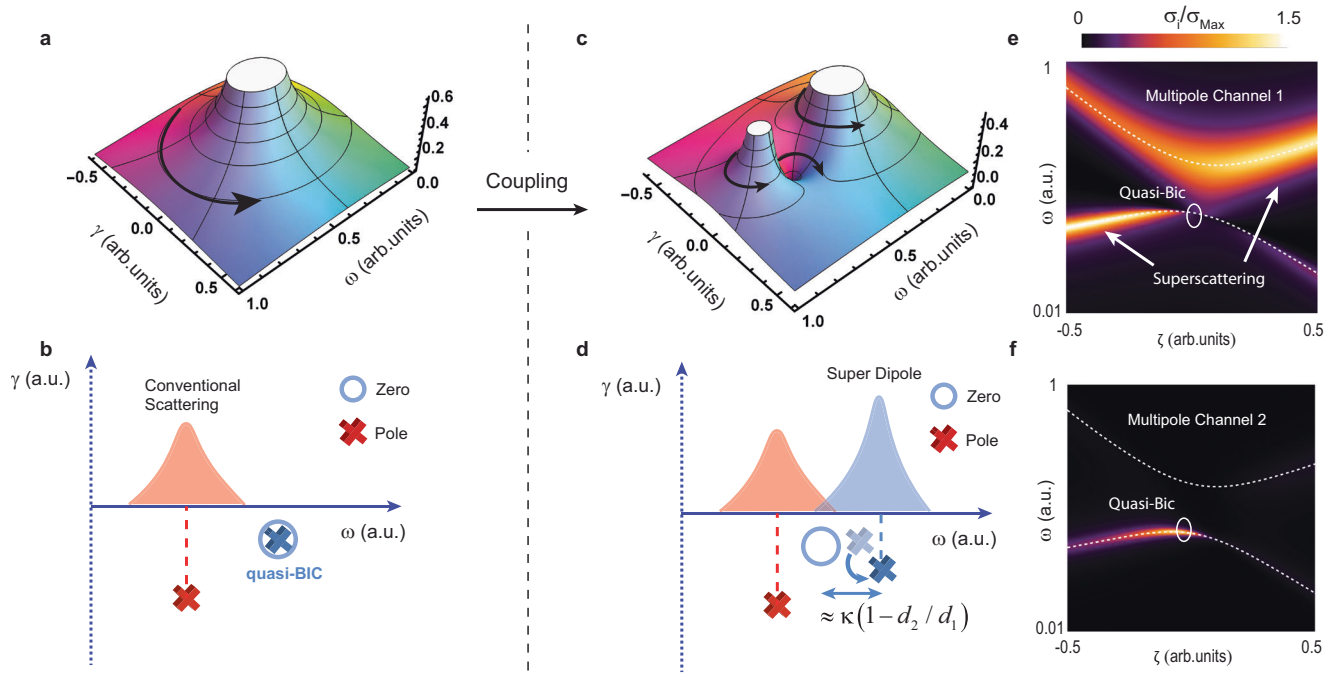 a
0.6
0.4
0.2
0.0
−0.5
0.0
0.5
γ (arb.units)
0.5
1.0
ω (arb.units)
Coupling
c
0.4
0.2
0.0
−0.5
0.0
0.5
γ (arb.units)
0.5
1.0
ω (arb.units)
b
γ (a.u.)
Conventional
Scattering
Zero
Pole
ω (a.u.)
quasi-BIC
d
γ (a.u.)
Super Dipole
Zero
Pole
ω (a.u.)
≈ κ(1 − d₂ / d₁)
e
0
σi/σMax
1.5
1
Multipole Channel 1
Quasi-Bic
ω (a.u.)
Superscattering
0.01
-0.5
ζ (arb.units)
0.5
f
1
Multipole Channel 2
Quasi-Bic
ω (a.u.)
0.01
-0.5
ζ (arb.units)
0.5